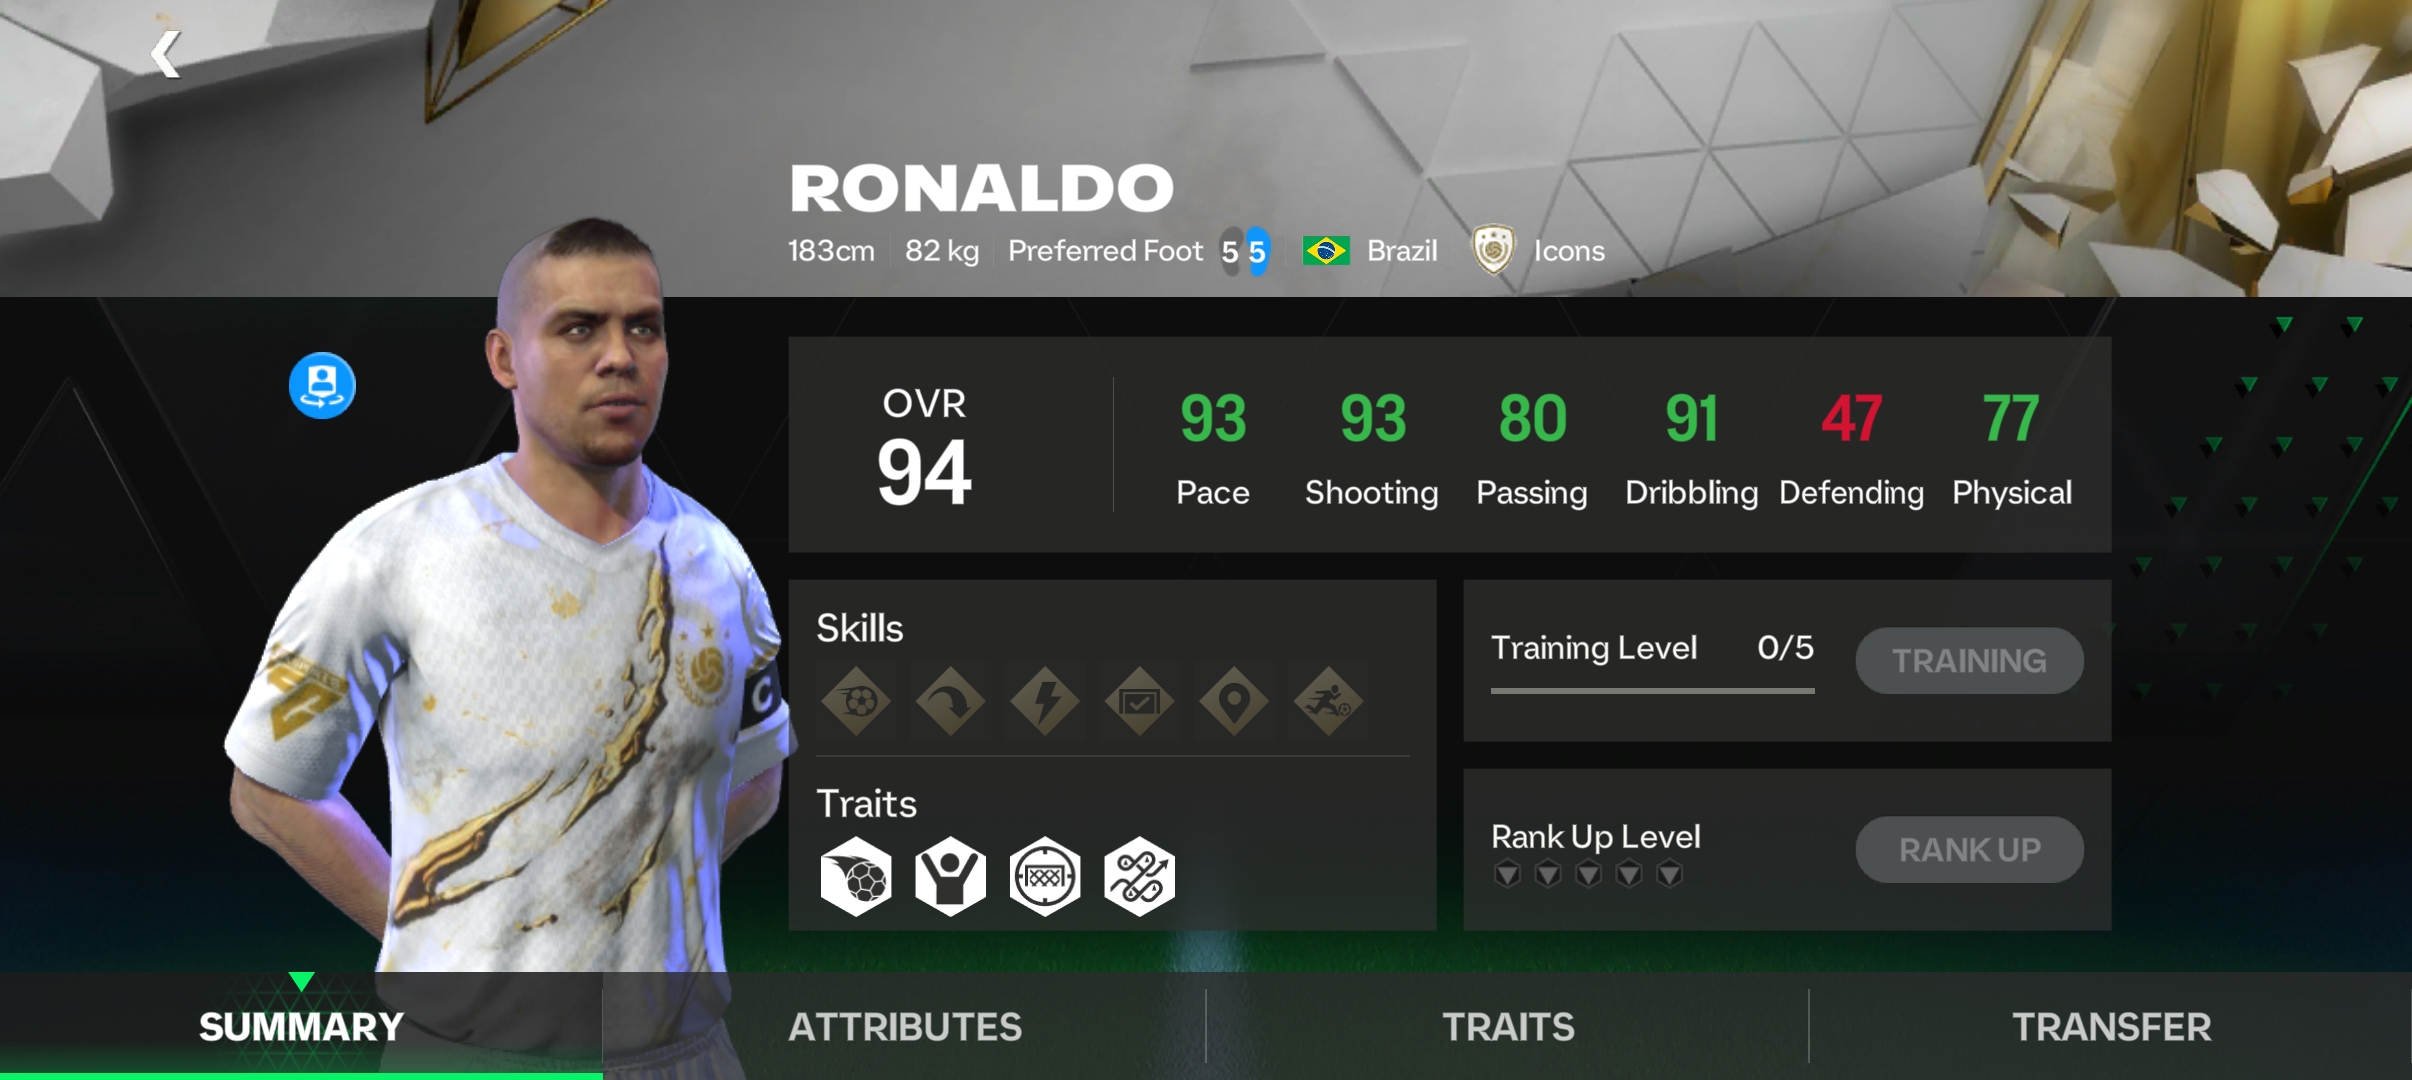 RONALDO
183cm 82 kg Preferred Foot 5 5 Brazil Icons
OVR
94
93 93 80 91 47 77
Pace Shooting Passing Dribbling Defending Physical
Skills
Traits
Training Level 0/5 TRAINING
Rank Up Level RANK UP
C
SUMMARY ATTRIBUTES TRAITS TRANSFER